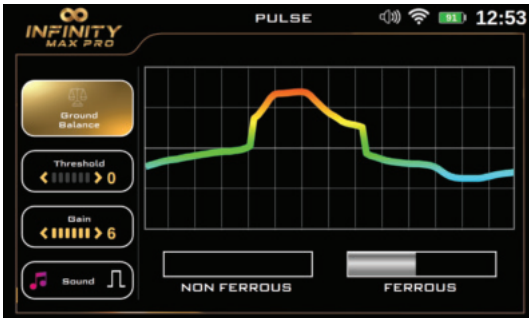 INFINITY
MAX PRO
PULSE
91
12:53
Ground
Balance
Threshold
< > 0
Gain
< > 6
Sound
NON FERROUS
FERROUS